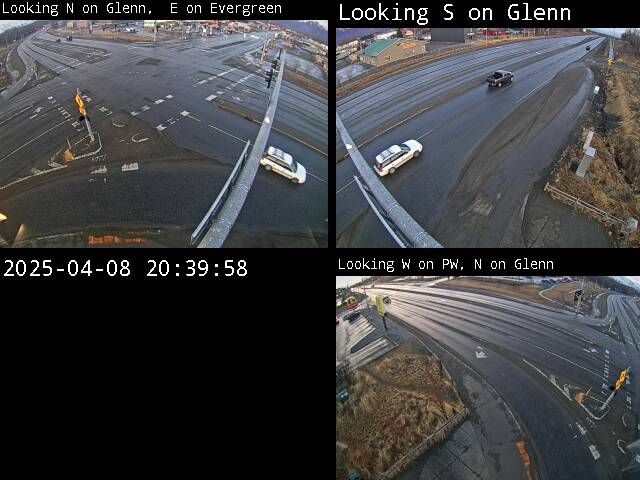 Looking N on Glenn, E on Evergreen
Looking S on Glenn
2025-04-08 20:39:58
Looking W on PW, N on Glenn